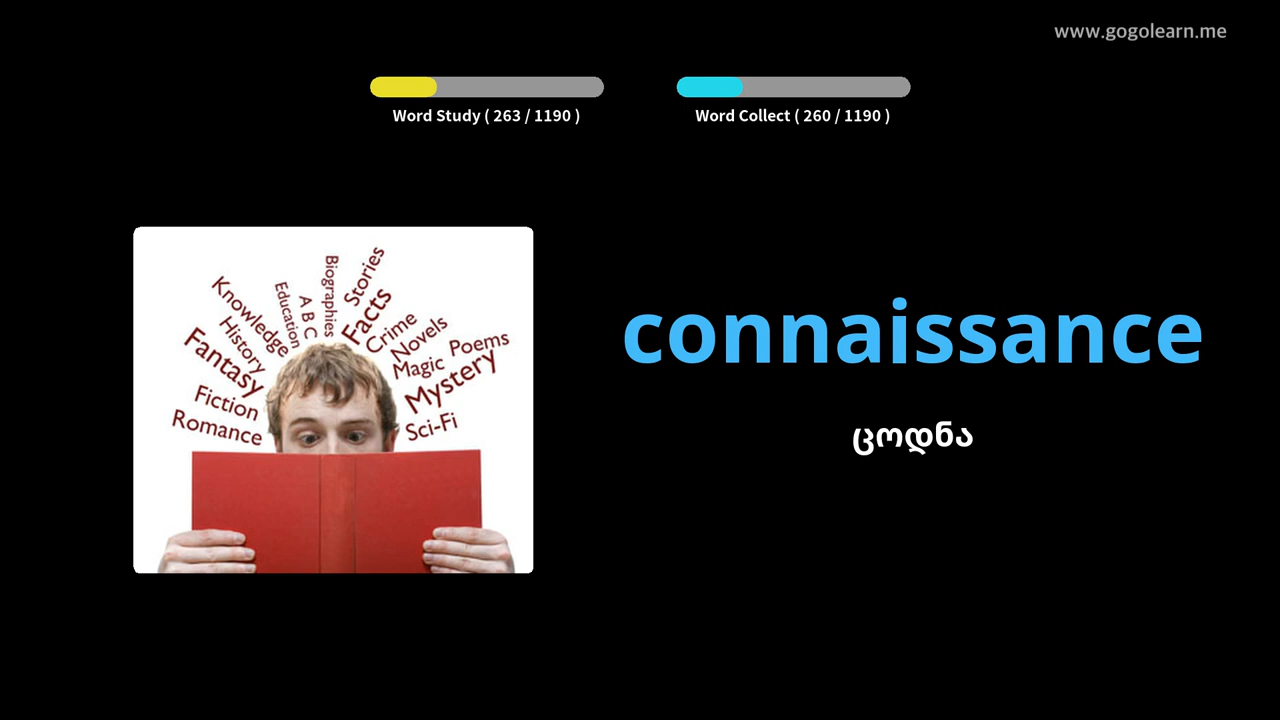 www.gogolearn.me
Word Study ( 263 / 1190 )
Word Collect ( 260 / 1190 )
Biographies
Stories
Education
A B C
Facts
Knowledge
Crime
History
Novels
Poems
Fantasy
Magic
Mystery
Fiction
Romance
Sci-Fi
connaissance
ცოდნა